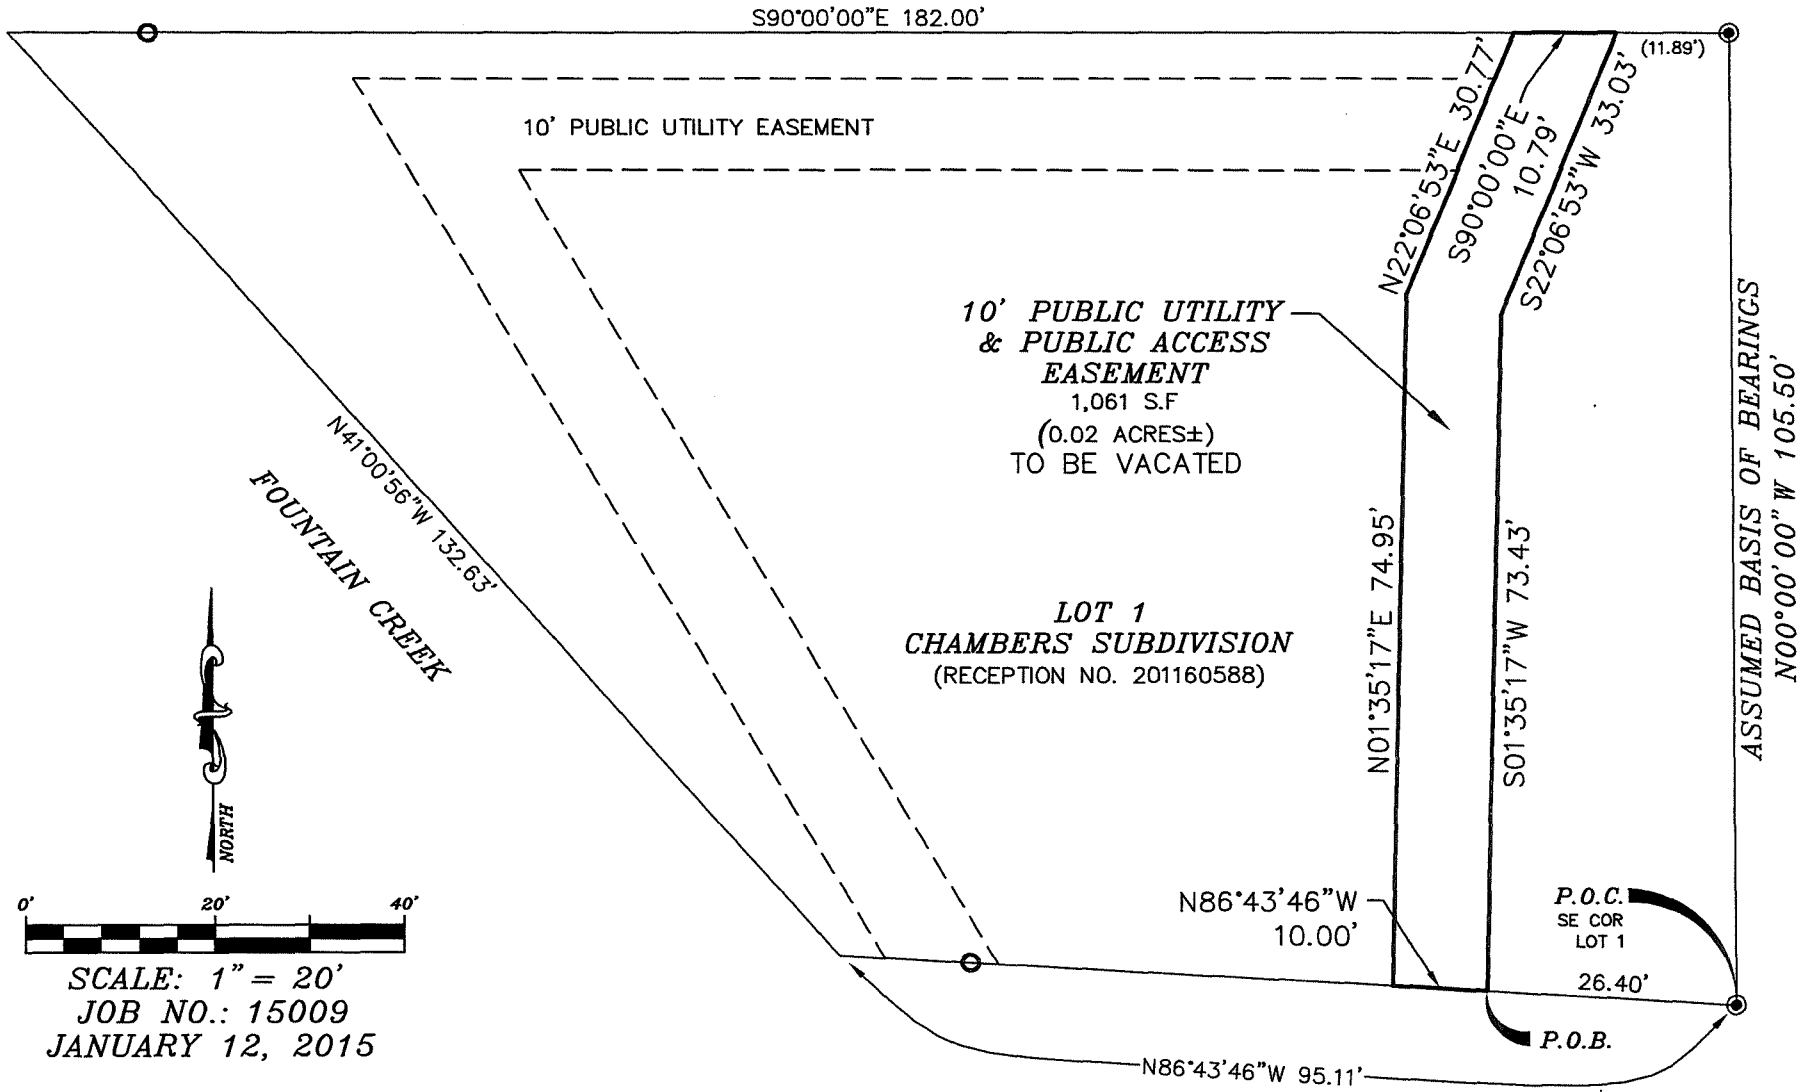 S90°00'00"E 182.00'
(11.89')
N22°06'53"E 30.77'
S90°00'00"E
10.79'
S22°06'53"W 33.03'
10' PUBLIC UTILITY EASEMENT
10' PUBLIC UTILITY
& PUBLIC ACCESS
EASEMENT
1,061 S.F
(0.02 ACRES±)
TO BE VACATED
ASSUMED BASIS OF BEARINGS
N00°00'00"W 105.50'
N41°00'56"W 132.63'
FOUNTAIN CREEK
N01°35'17"E 74.95'
S01°35'17"W 73.43'
LOT 1
CHAMBERS SUBDIVISION
(RECEPTION NO. 201160588)
NORTH
N86°43'46"W
10.00'
P.O.C.
SE COR
LOT 1
26.40'
P.O.B.
N86°43'46"W 95.11'
0' 20' 40'
SCALE: 1" = 20'
JOB NO.: 15009
JANUARY 12, 2015